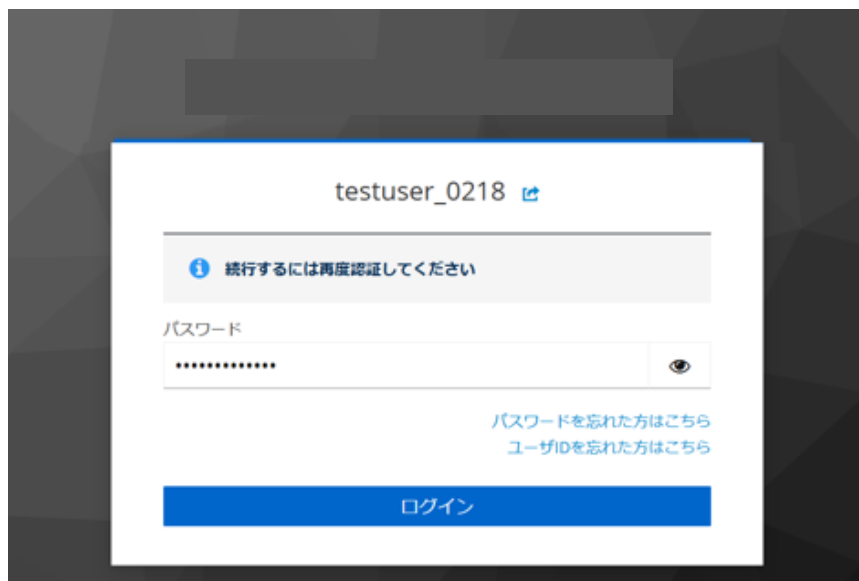 testuser_0218
続行するには再度認証してください
パスワード
•••••••••••••
パスワードを忘れた方はこちら
ユーザIDを忘れた方はこちら
ログイン